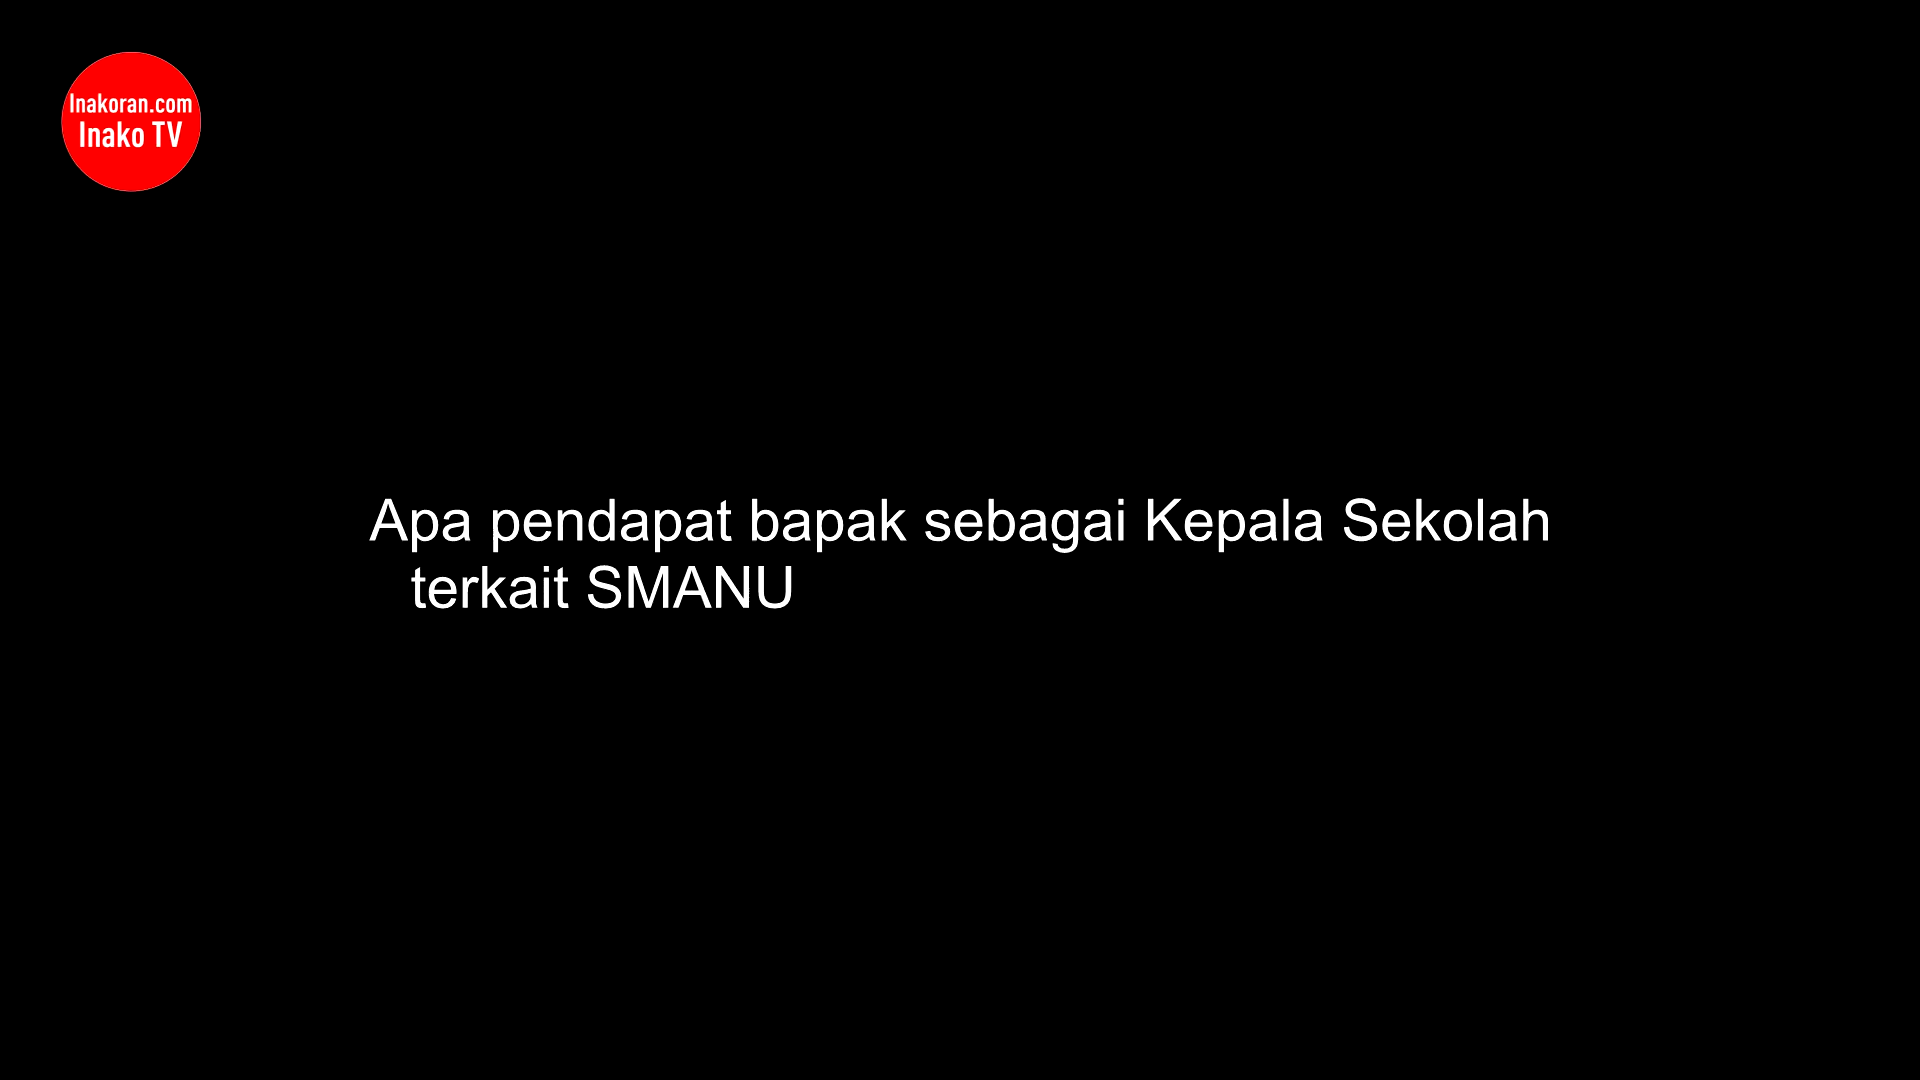 Inakoran.com
Inako TV
Apa pendapat bapak sebagai Kepala Sekolah
terkait SMANU